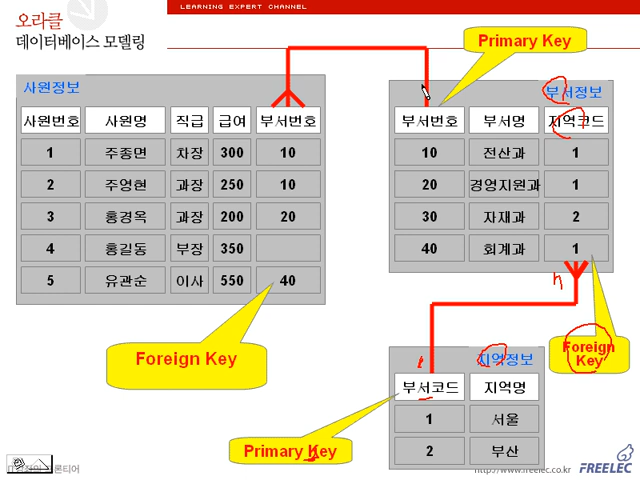 LEARNING EXPERT CHANNEL
오라클
데이터베이스 모델링
Primary Key
사원정보
사원번호 사원명 직급 급여 부서번호
1 주종면 차장 300 10
2 주영현 과장 250 10
3 홍경옥 과장 200 20
4 홍길동 부장 350
5 유관순 이사 550 40
부서정보
부서번호 부서명 지역코드
10 전산과 1
20 경영지원과 1
30 자재과 2
40 회계과 1
n
Foreign Key
Foreign
Key
1
지역정보
부서코드 지역명
1 서울
2 부산
Primary Key
론티어
http://www.freelec.co.kr
FREELEC